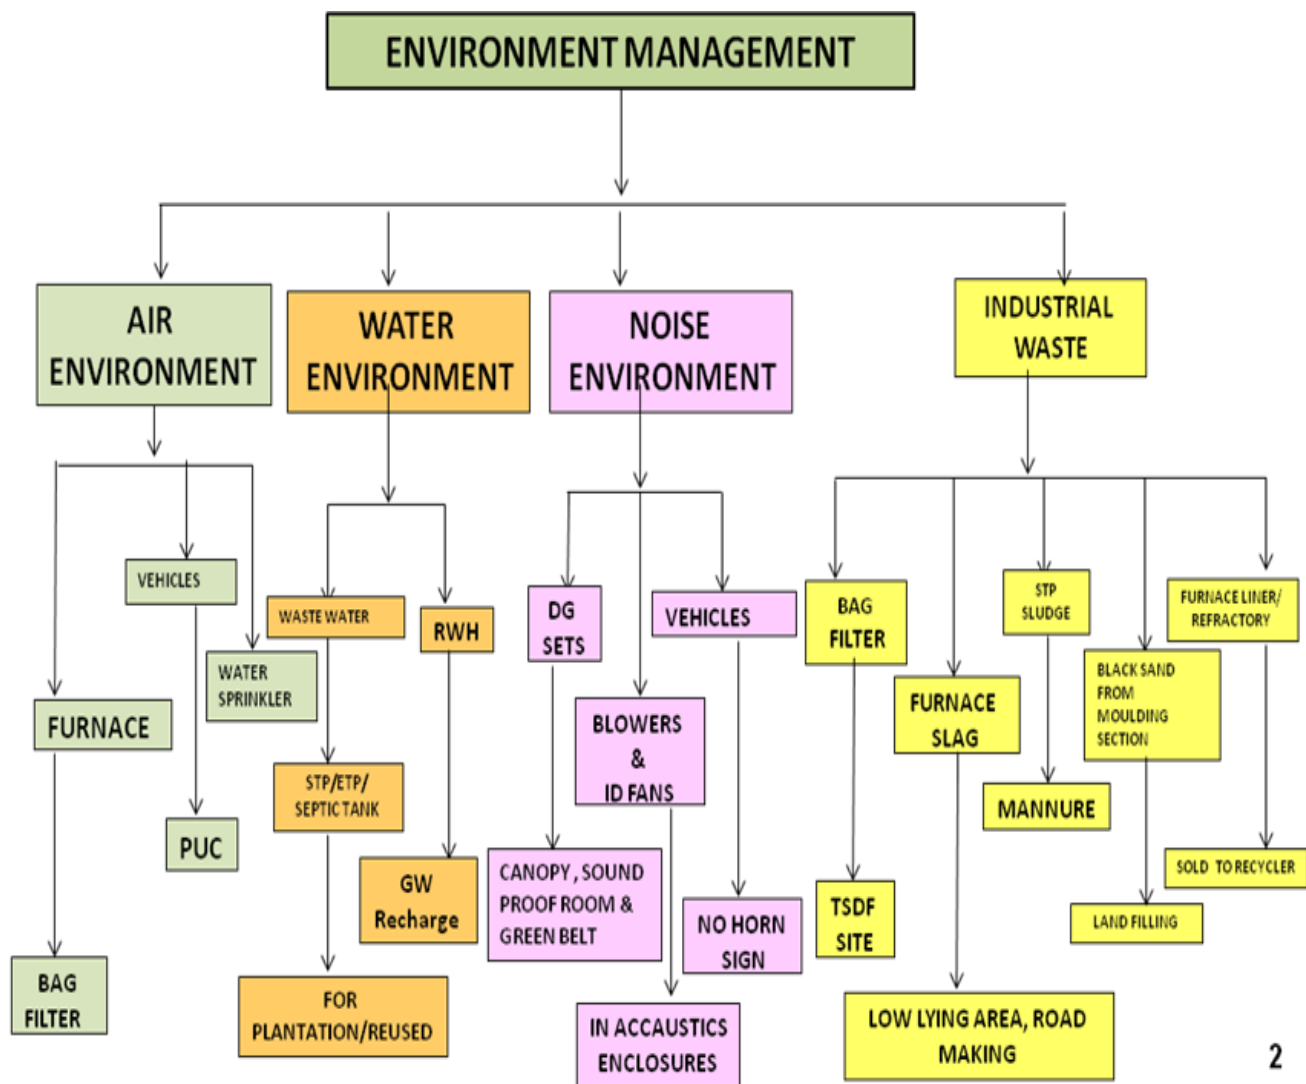 ENVIRONMENT MANAGEMENT
AIR
ENVIRONMENT
WATER
ENVIRONMENT
NOISE
ENVIRONMENT
INDUSTRIAL
WASTE
VEHICLES
WASTE WATER
RWH
DG
SETS
VEHICLES
BAG
FILTER
STP
SLUDGE
FURNACE LINER/
REFRACTORY
WATER
SPRINKLER
FURNACE
BLOWERS
&
ID FANS
FURNACE
SLAG
BLACK SAND
FROM
MOULDING
SECTION
STP/ETP/
SEPTIC TANK
MANNURE
PUC
GW
Recharge
CANOPY , SOUND
PROOF ROOM &
GREEN BELT
NO HORN
SIGN
TSDF
SITE
LAND FILLING
SOLD TO RECYCLER
BAG
FILTER
FOR
PLANTATION/REUSED
IN ACCAUSTICS
ENCLOSURES
LOW LYING AREA, ROAD
MAKING
2